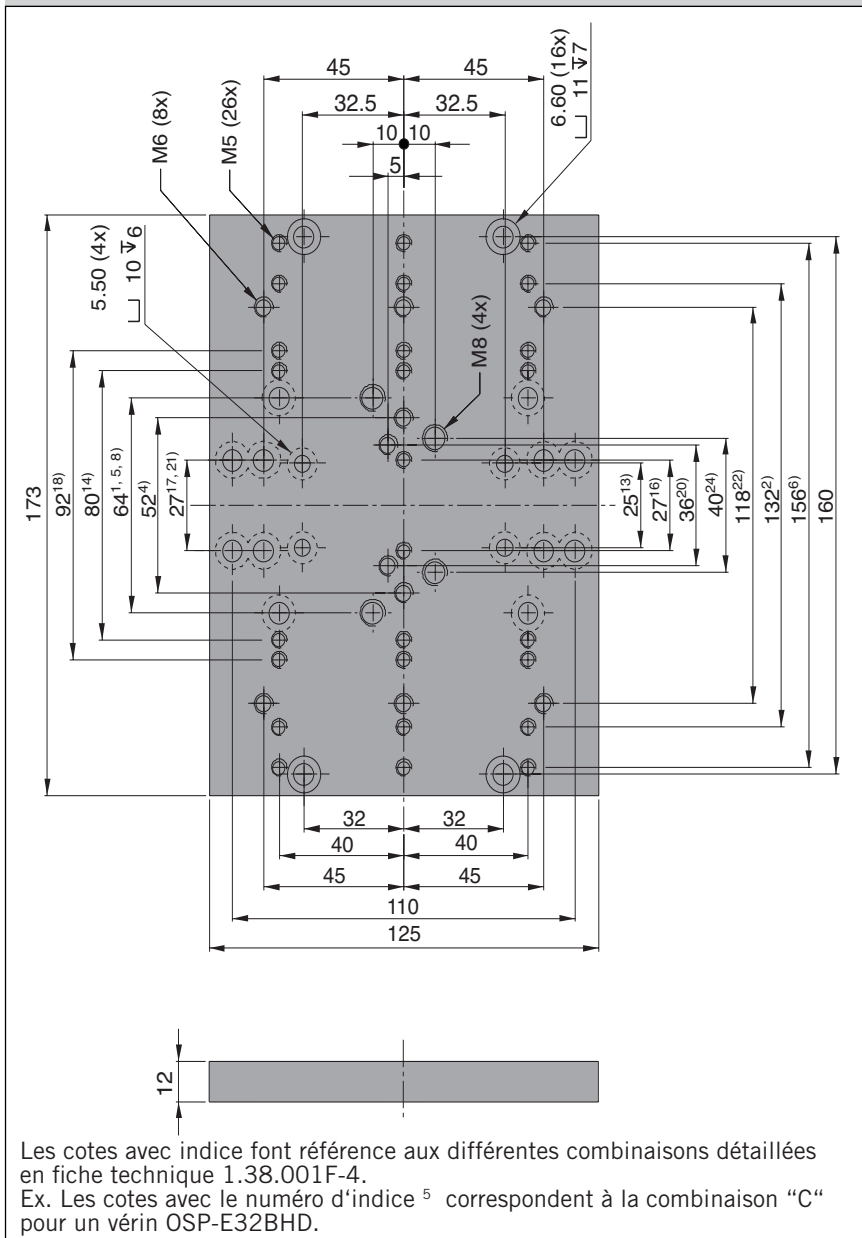 45 45
32.5 32.5
10 10
5
M6 (8x)
M5 (26x)
6.60 (16x)
⌴ 11 ↧7
5.50 (4x)
⌴ 10 ↧6
M8 (4x)
173
92¹⁸⁾
80¹⁴⁾
64¹˒ ⁵˒ ⁸⁾
52⁴⁾
27¹⁷˒ ²¹⁾
25¹³⁾
27¹⁶⁾
36²⁰⁾
40²⁴⁾
118²²⁾
132²⁾
156⁶⁾
160
32 32
40 40
45 45
110
125
12
Les cotes avec indice font référence aux différentes combinaisons détaillées
en fiche technique 1.38.001F-4.
Ex. Les cotes avec le numéro d‘indice ⁵ correspondent à la combinaison “C“
pour un vérin OSP-E32BHD.